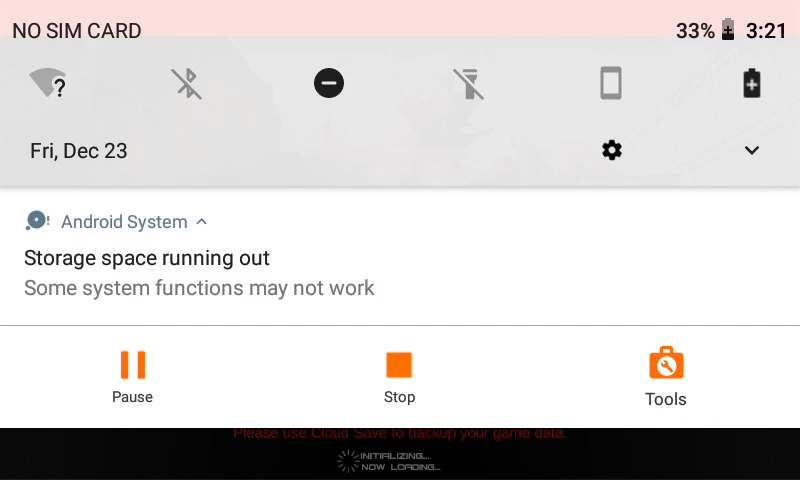 NO SIM CARD 33% 3:21
?
Fri, Dec 23
Android System
Storage space running out
Some system functions may not work
Pause Stop Tools
Please use Cloud Save to backup your game data.
INITIALIZING...
NOW LOADING...